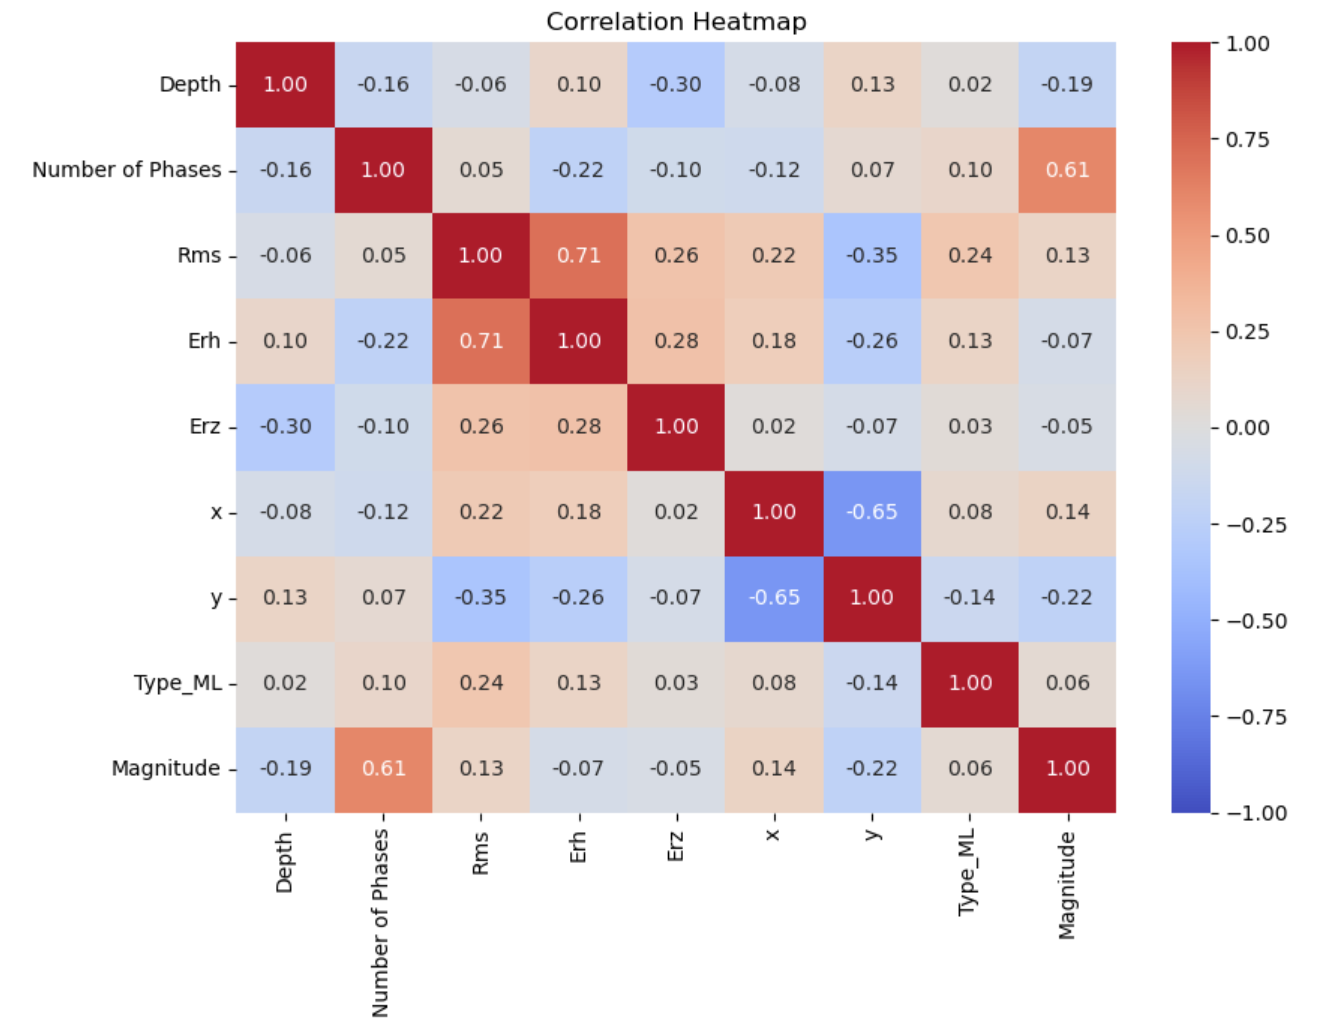 Correlation Heatmap
Depth 1.00 -0.16 -0.06 0.10 -0.30 -0.08 0.13 0.02 -0.19
Number of Phases -0.16 1.00 0.05 -0.22 -0.10 -0.12 0.07 0.10 0.61
Rms -0.06 0.05 1.00 0.71 0.26 0.22 -0.35 0.24 0.13
Erh 0.10 -0.22 0.71 1.00 0.28 0.18 -0.26 0.13 -0.07
Erz -0.30 -0.10 0.26 0.28 1.00 0.02 -0.07 0.03 -0.05
x -0.08 -0.12 0.22 0.18 0.02 1.00 -0.65 0.08 0.14
y 0.13 0.07 -0.35 -0.26 -0.07 -0.65 1.00 -0.14 -0.22
Type_ML 0.02 0.10 0.24 0.13 0.03 0.08 -0.14 1.00 0.06
Magnitude -0.19 0.61 0.13 -0.07 -0.05 0.14 -0.22 0.06 1.00
Depth
Number of Phases
Rms
Erh
Erz
x
y
Type_ML
Magnitude
1.00
0.75
0.50
0.25
0.00
−0.25
−0.50
−0.75
−1.00